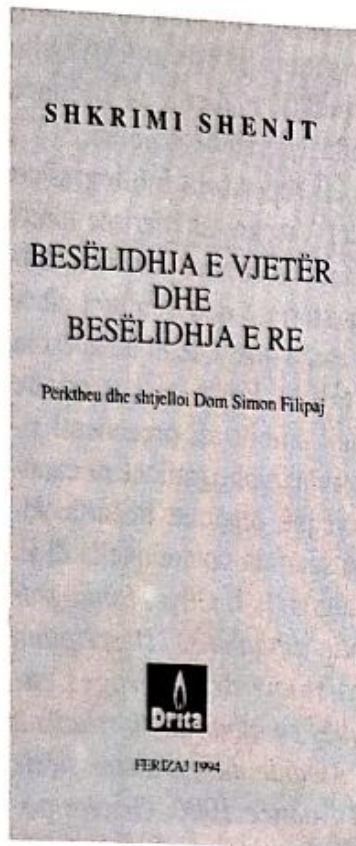 SHKRIMI SHENJT
BESËLIDHJA E VJETËR
DHE
BESËLIDHJA E RE
Përktheu dhe shtjelloi Dom Simon Filipaj
Drita
FERIZAJ 1994